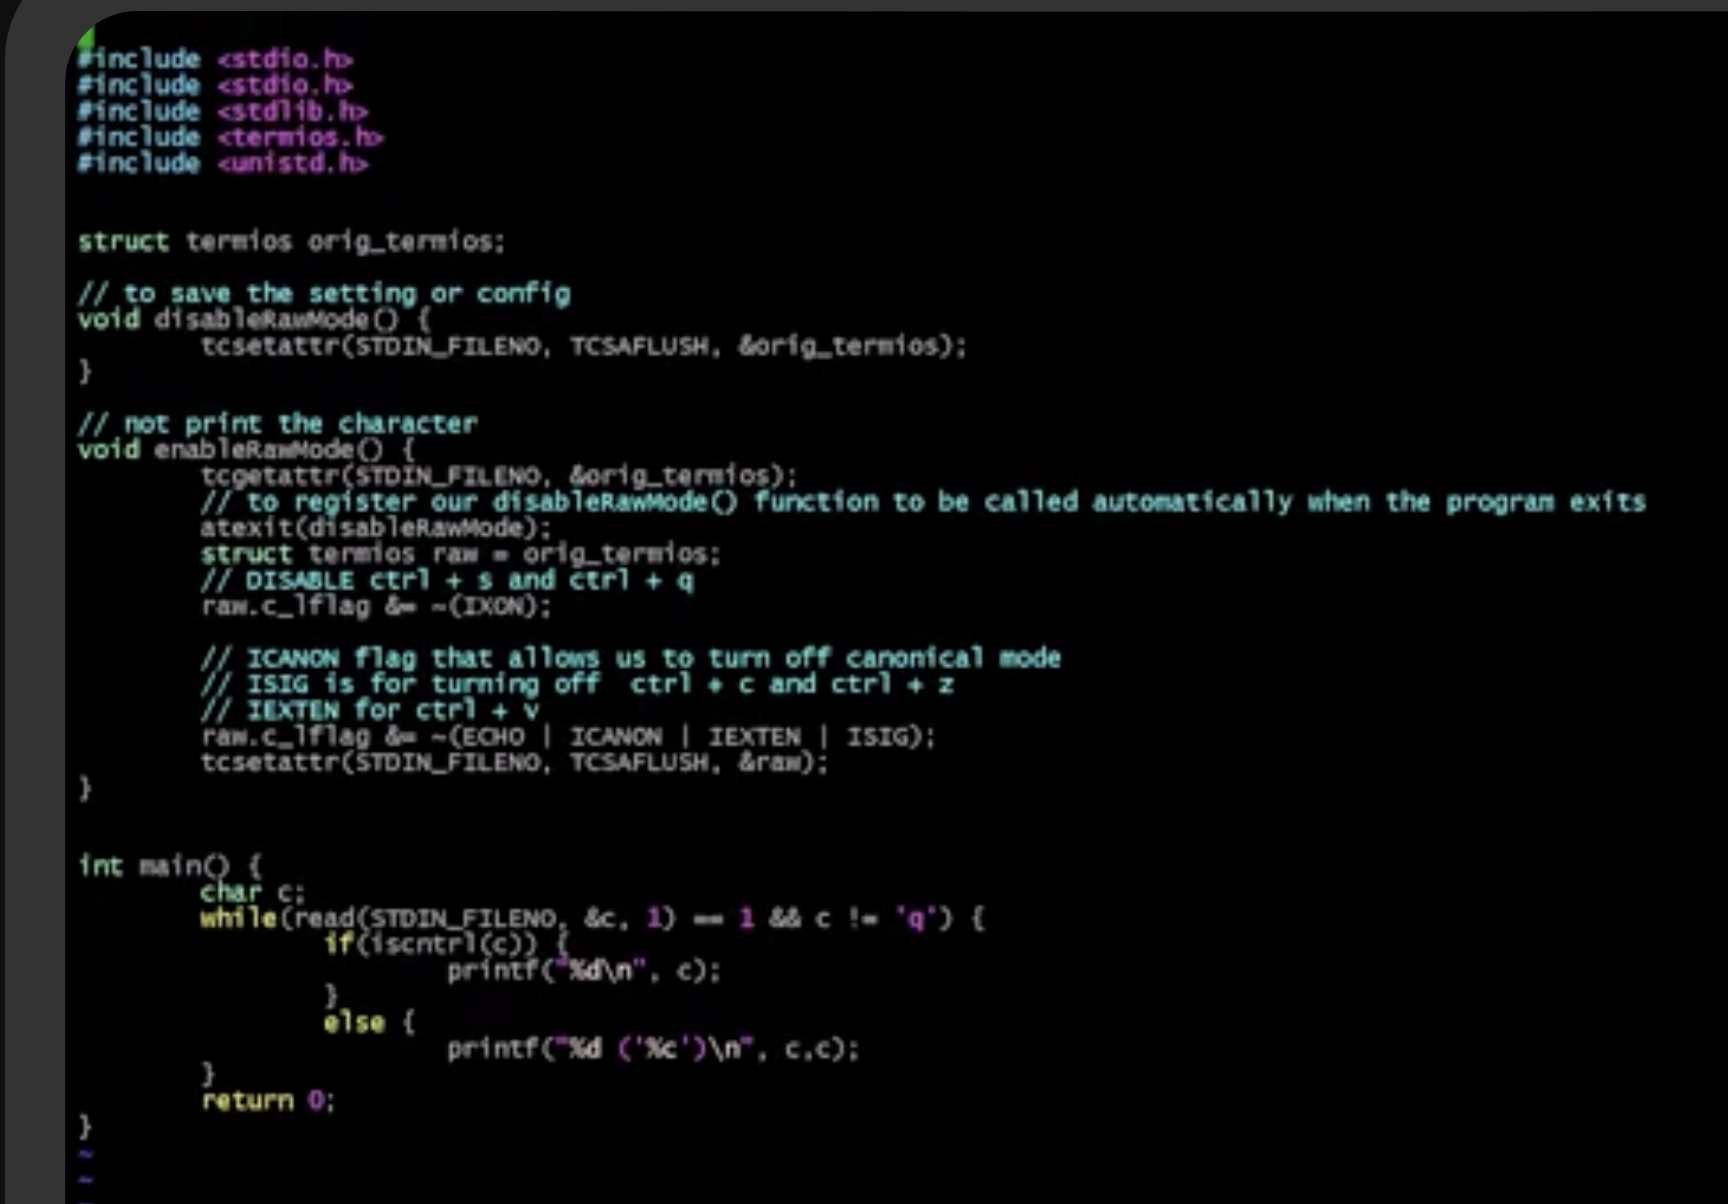 #include <stdio.h>
#include <stdio.h>
#include <stdlib.h>
#include <termios.h>
#include <unistd.h>
struct termios orig_termios;
// to save the setting or config
void disableRawMode() {
tcsetattr(STDIN_FILENO, TCSAFLUSH, &orig_termios);
}
// not print the character
void enableRawMode() {
tcgetattr(STDIN_FILENO, &orig_termios);
// to register our disableRawMode() function to be called automatically when the program exits
atexit(disableRawMode);
struct termios raw = orig_termios;
// DISABLE ctrl + s and ctrl + q
raw.c_lflag &= ~(IXON);
// ICANON flag that allows us to turn off canonical mode
// ISIG is for turning off  ctrl + c and ctrl + z
// IEXTEN for ctrl + v
raw.c_lflag &= ~(ECHO | ICANON | IEXTEN | ISIG);
tcsetattr(STDIN_FILENO, TCSAFLUSH, &raw);
}
int main() {
char c;
while(read(STDIN_FILENO, &c, 1) == 1 && c != 'q') {
if(iscntrl(c)) {
printf("%d\n", c);
}
else {
printf("%d ('%c')\n", c,c);
}
return 0;
}
~
~
~